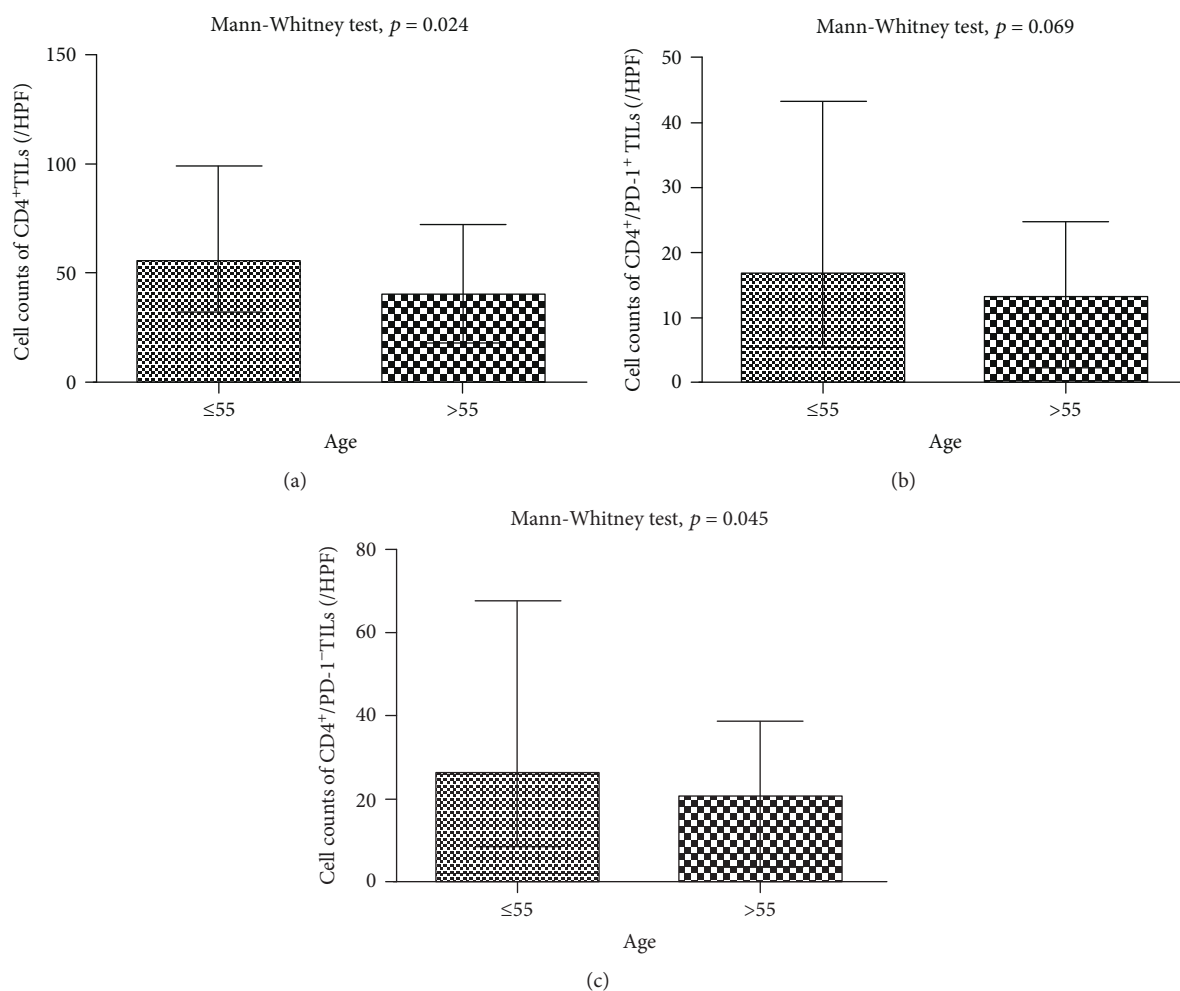 Mann-Whitney test, p = 0.024
Cell counts of CD4⁺TILs (/HPF)
150
100
50
0
≤55
>55
Age
(a)
Mann-Whitney test, p = 0.069
Cell counts of CD4⁺/PD-1⁺ TILs (/HPF)
50
40
30
20
10
0
≤55
>55
Age
(b)
Mann-Whitney test, p = 0.045
Cell counts of CD4⁺/PD-1⁻TILs (/HPF)
80
60
40
20
0
≤55
>55
Age
(c)